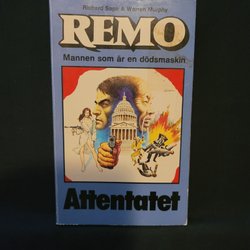 Richard Sapir & Warren Murphy
REMO
Mannen som är en dödsmaskin
Attentatet